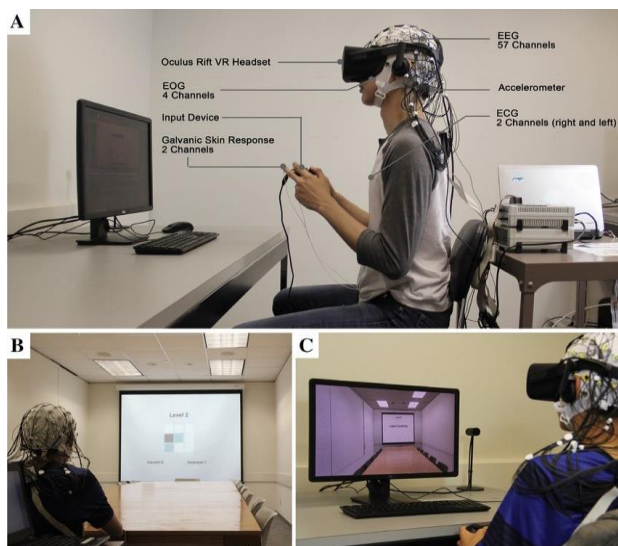 A
EEG
57 Channels
Oculus Rift VR Headset
EOG
4 Channels
Accelerometer
Input Device
ECG
2 Channels (right and left)
Galvanic Skin Response
2 Channels
B
Level 2
C